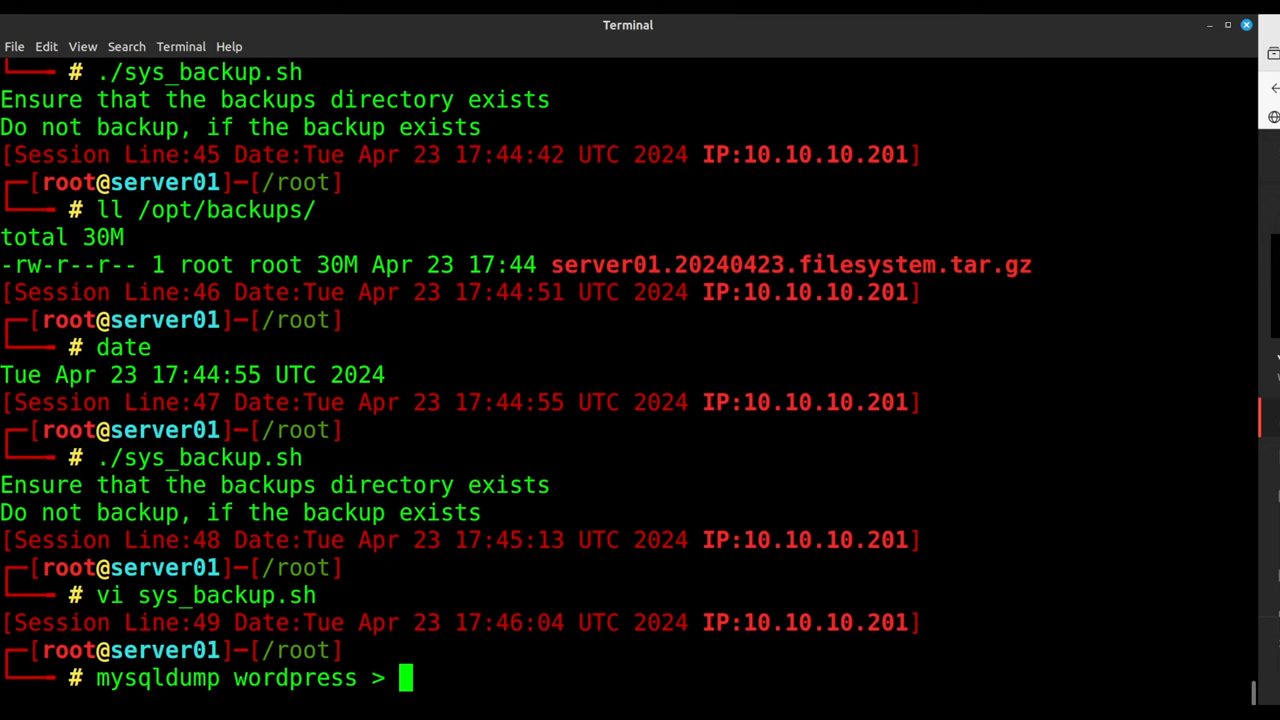 Terminal
File Edit View Search Terminal Help
# ./sys_backup.sh
Ensure that the backups directory exists
Do not backup, if the backup exists
[Session Line:45 Date:Tue Apr 23 17:44:42 UTC 2024 IP:10.10.10.201]
[root@server01]-[/root]
# ll /opt/backups/
total 30M
-rw-r--r-- 1 root root 30M Apr 23 17:44 server01.20240423.filesystem.tar.gz
[Session Line:46 Date:Tue Apr 23 17:44:51 UTC 2024 IP:10.10.10.201]
[root@server01]-[/root]
# date
Tue Apr 23 17:44:55 UTC 2024
[Session Line:47 Date:Tue Apr 23 17:44:55 UTC 2024 IP:10.10.10.201]
[root@server01]-[/root]
# ./sys_backup.sh
Ensure that the backups directory exists
Do not backup, if the backup exists
[Session Line:48 Date:Tue Apr 23 17:45:13 UTC 2024 IP:10.10.10.201]
[root@server01]-[/root]
# vi sys_backup.sh
[Session Line:49 Date:Tue Apr 23 17:46:04 UTC 2024 IP:10.10.10.201]
[root@server01]-[/root]
# mysqldump wordpress >